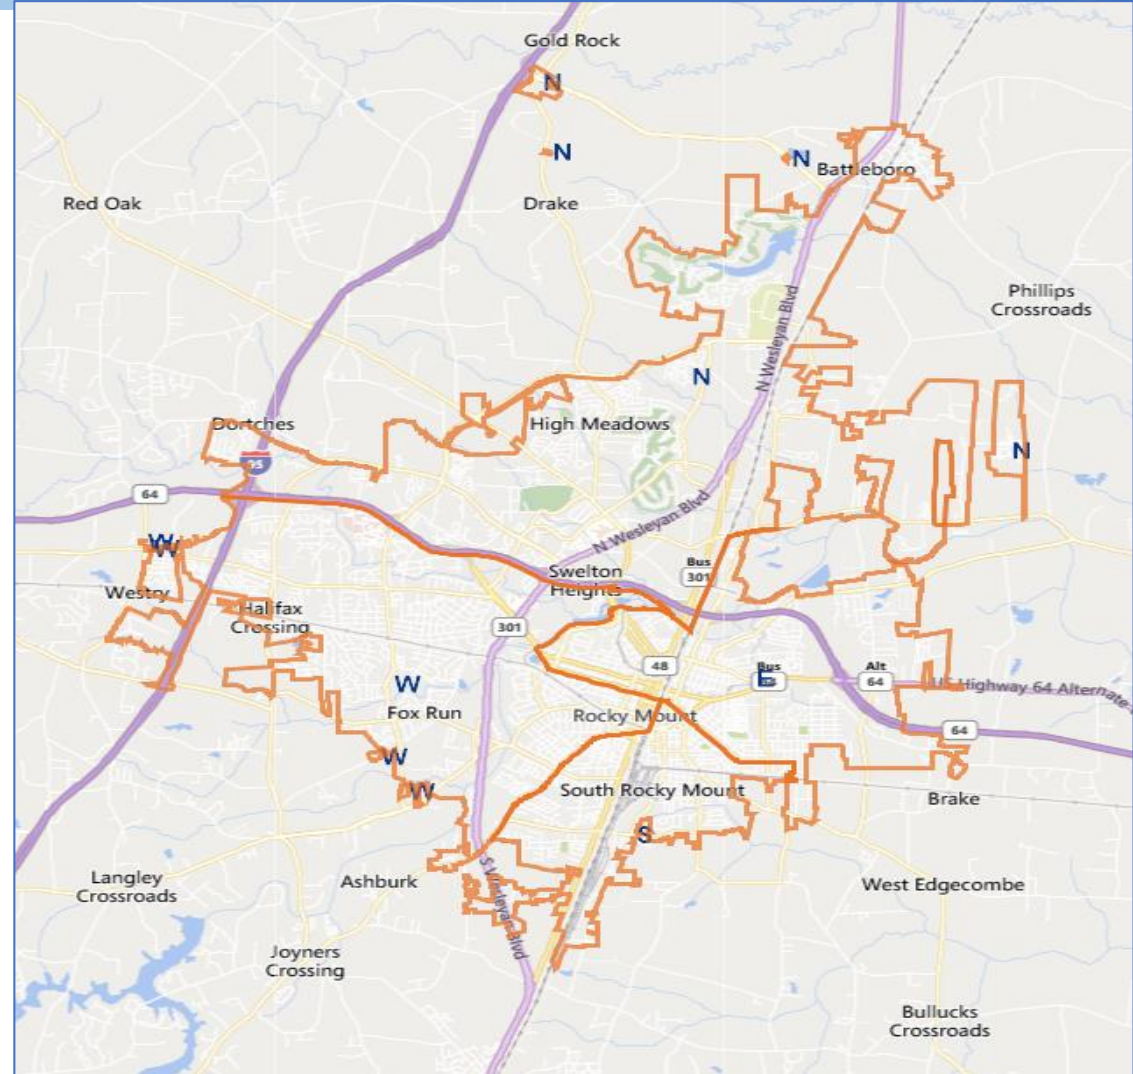 Gold Rock
N
N
N
Battleboro
Red Oak
Drake
Phillips
Crossroads
N Wesleyan Blvd
N
Dortches
High Meadows
N
95
64
N Wesleyan Blvd
W
W
Swelton
Heights
Bus
301
Westry
Halifax
Crossing
301
48
Bus
E
Alt
64
US Highway 64 Alternate
W
Fox Run
Rocky Mount
64
W
W
South Rocky Mount
Brake
S
S Wesleyan Blvd
Langley
Crossroads
Ashburk
West Edgecombe
Joyners
Crossing
Bullucks
Crossroads